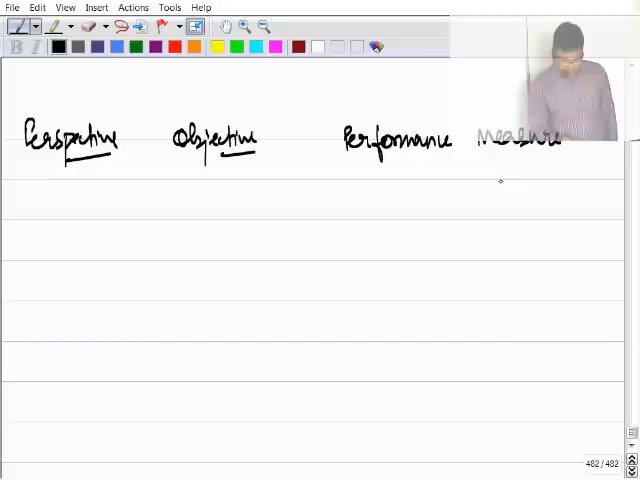 File Edit View Insert Actions Tools Help
B I
Perspective Objective Performance Measure
482 / 482